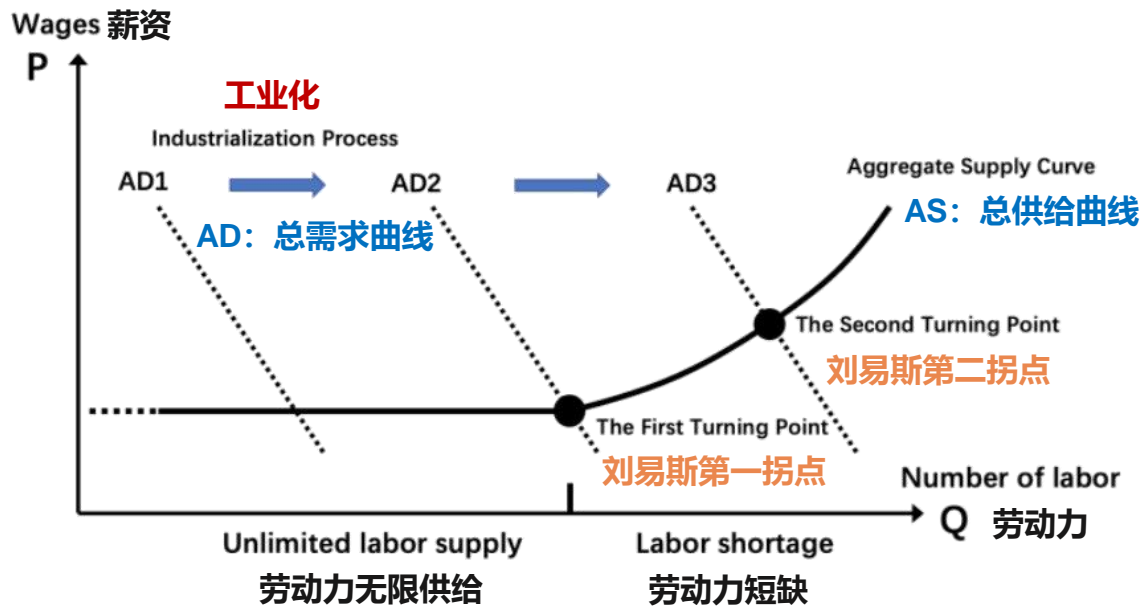 Wages 薪资
P
工业化
Industrialization Process
AD1
AD2
AD3
Aggregate Supply Curve
AS：总供给曲线
AD：总需求曲线
The Second Turning Point
刘易斯第二拐点
The First Turning Point
刘易斯第一拐点
Number of labor
Q 劳动力
Unlimited labor supply
劳动力无限供给
Labor shortage
劳动力短缺